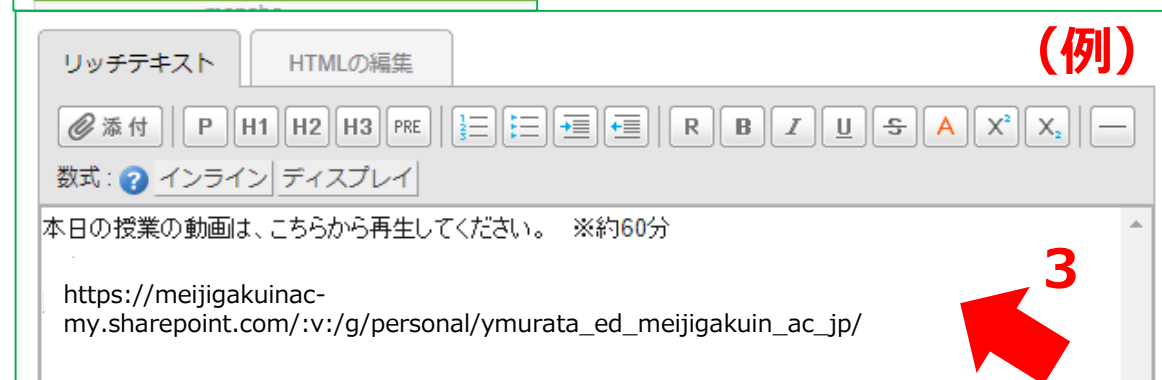 リッチテキスト HTMLの編集 (例)
添付 P H1 H2 H3 PRE R B I U S A X² X₂ —
数式 : ? インライン ディスプレイ
本日の授業の動画は、こちらから再生してください。 ※約60分
3
https://meijigakuinac-
my.sharepoint.com/:v:/g/personal/ymurata_ed_meijigakuin_ac_jp/